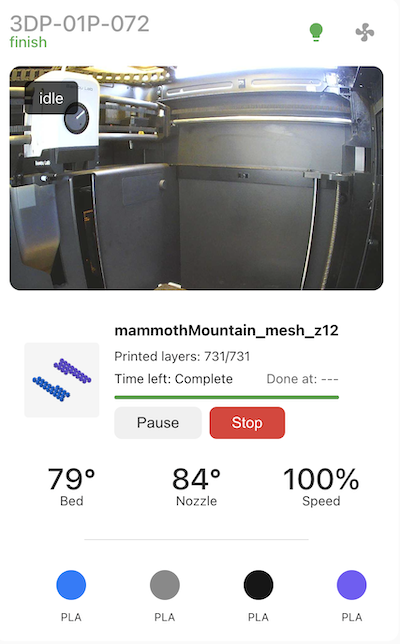 3DP-01P-072
finish
idle
mammothMountain_mesh_z12
Printed layers: 731/731
Time left: Complete Done at: ---
Pause Stop
79° 84° 100%
Bed Nozzle Speed
PLA PLA PLA PLA